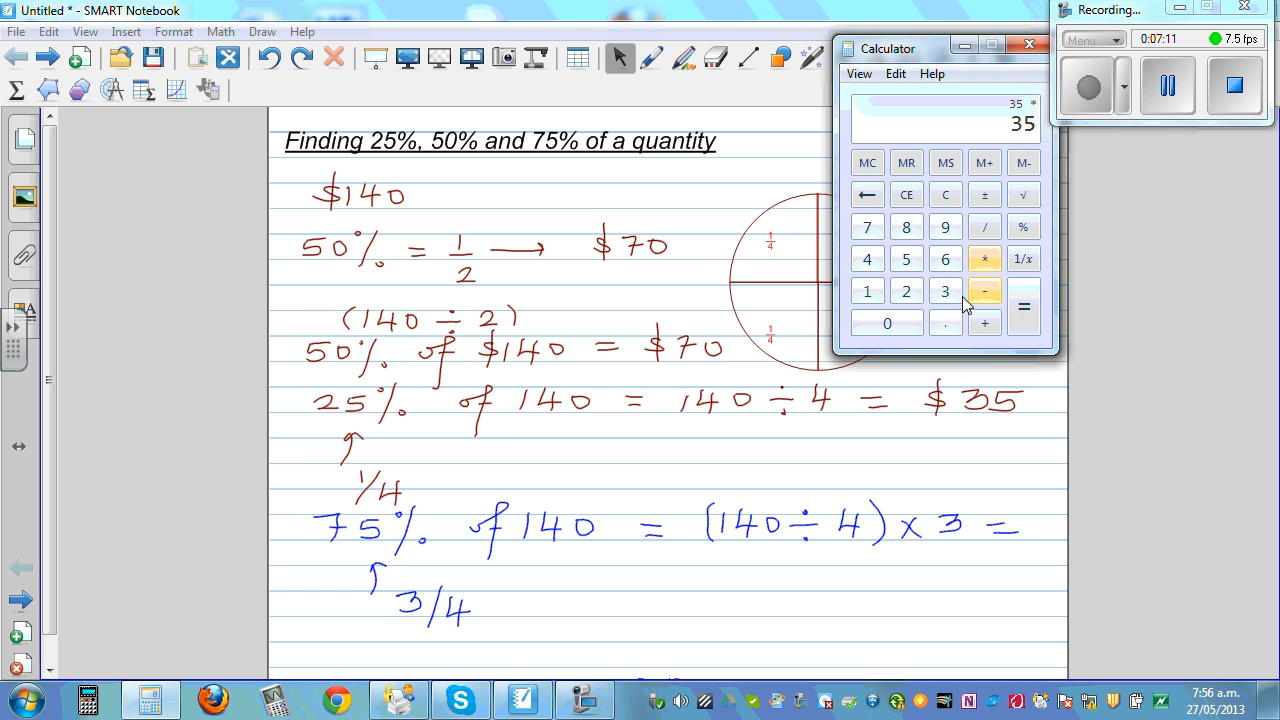 Untitled * - SMART Notebook
File Edit View Insert Format Math Draw Help
Recording...
Menu
0:07:11
7.5 fps
Calculator
View Edit Help
35 *
35
MC MR MS M+ M-
← CE C ± √
7 8 9 / %
4 5 6 * 1/x
1 2 3 - =
0 . +
Finding 25%, 50% and 75% of a quantity
$140
50% = 1/2 → $70
(140 ÷ 2)
50% of $140 = $70
25% of 140 = 140 ÷ 4 = $35
1/4
75% of 140 = (140 ÷ 4) x 3 =
3/4
1/4
1/4
7:56 a.m.
27/05/2013